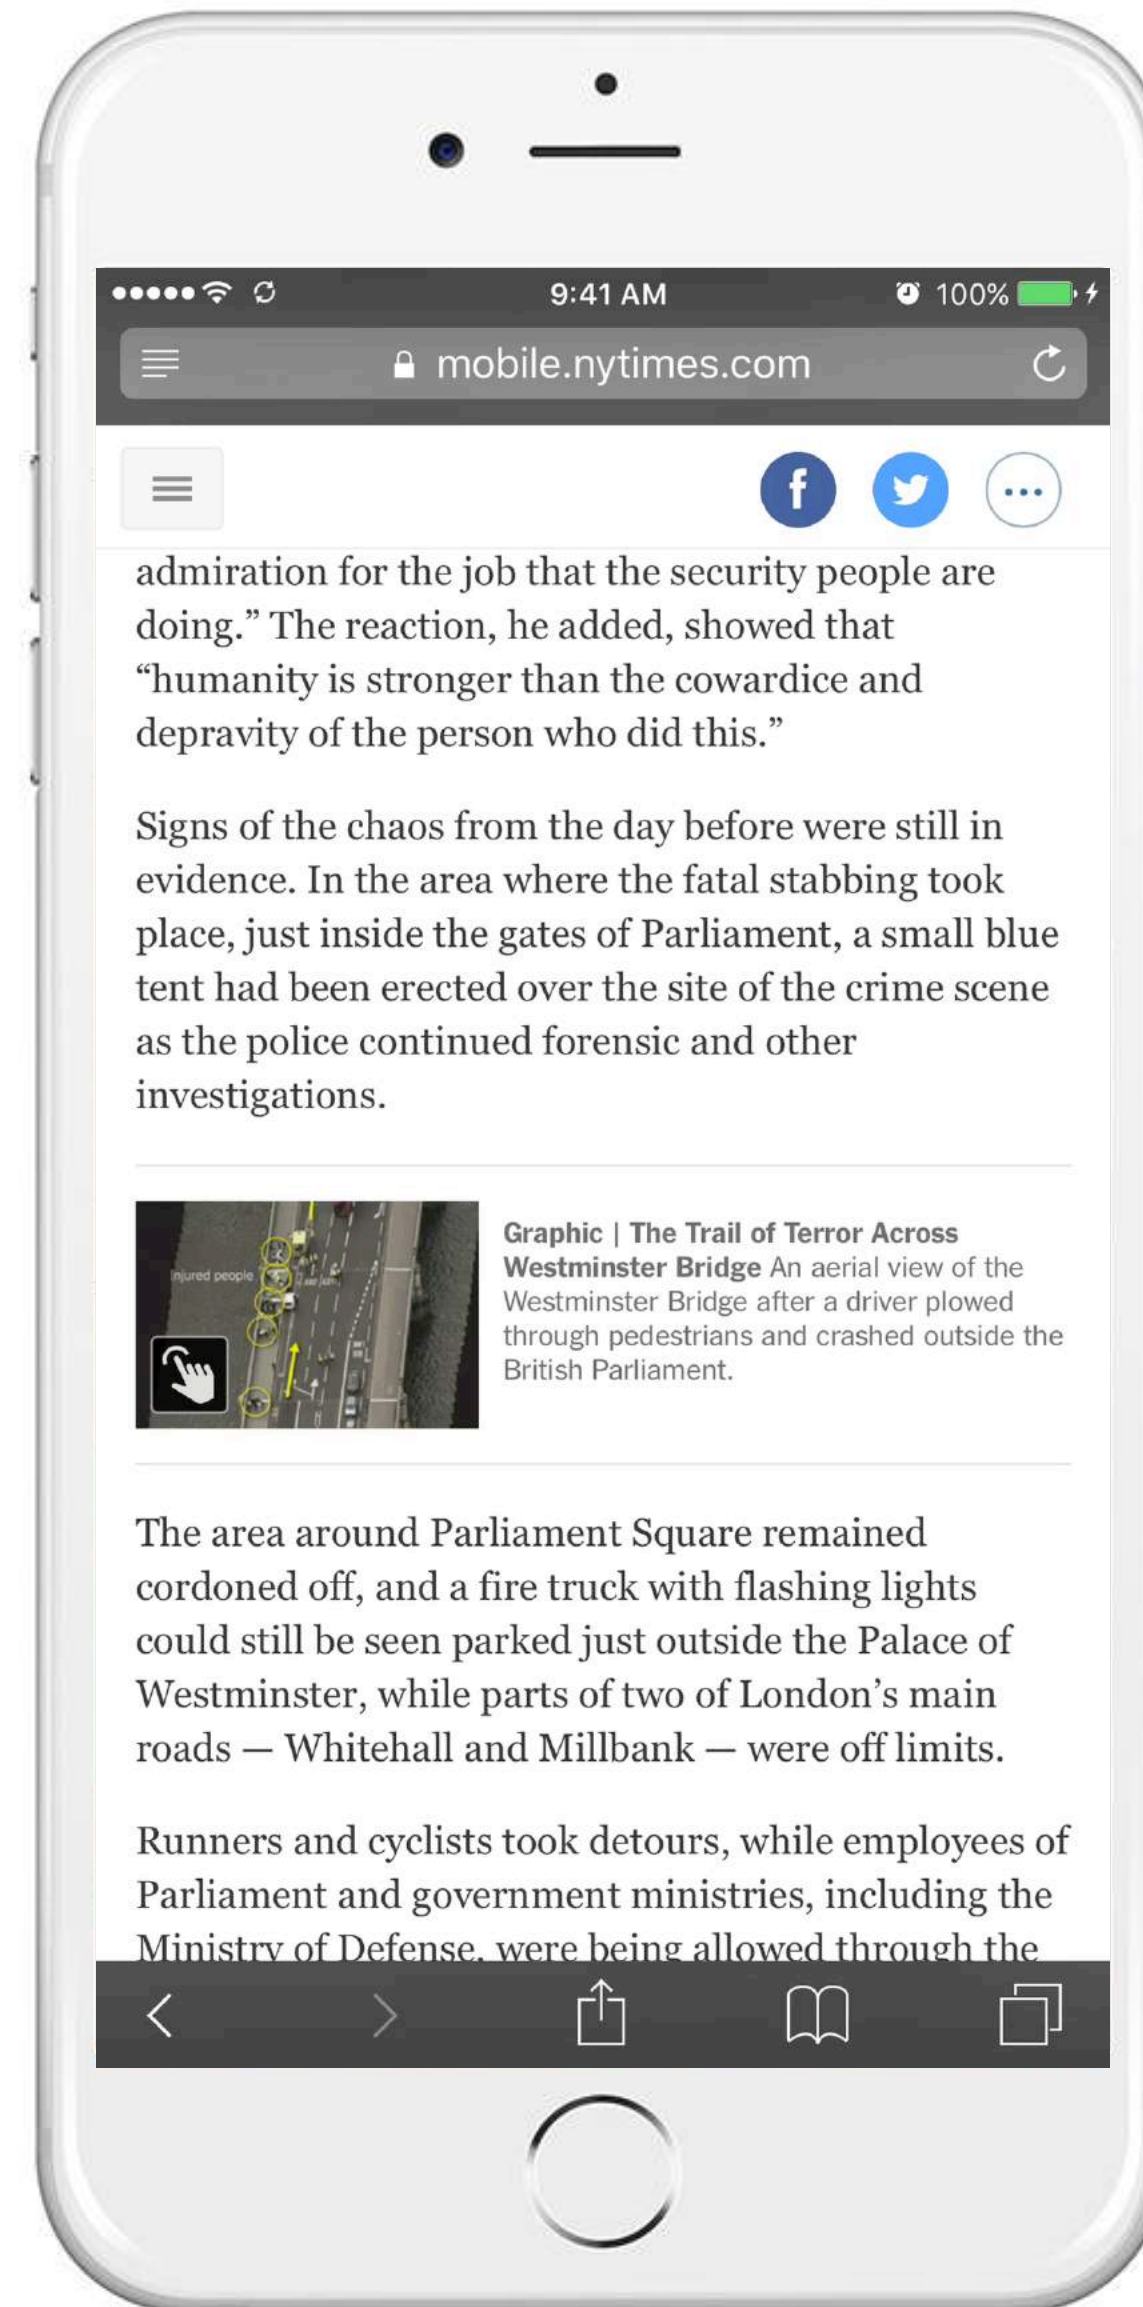 9:41 AM
100%
mobile.nytimes.com
admiration for the job that the security people are
doing.” The reaction, he added, showed that
“humanity is stronger than the cowardice and
depravity of the person who did this.”
Signs of the chaos from the day before were still in
evidence. In the area where the fatal stabbing took
place, just inside the gates of Parliament, a small blue
tent had been erected over the site of the crime scene
as the police continued forensic and other
investigations.
Injured people
Graphic | The Trail of Terror Across
Westminster Bridge An aerial view of the
Westminster Bridge after a driver plowed
through pedestrians and crashed outside the
British Parliament.
The area around Parliament Square remained
cordoned off, and a fire truck with flashing lights
could still be seen parked just outside the Palace of
Westminster, while parts of two of London’s main
roads — Whitehall and Millbank — were off limits.
Runners and cyclists took detours, while employees of
Parliament and government ministries, including the
Ministry of Defense, were being allowed through the